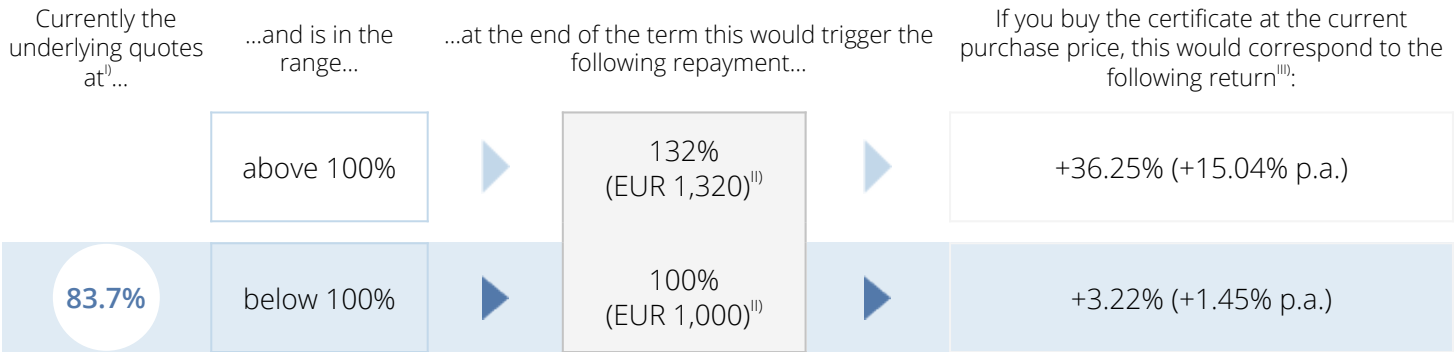 Currently the
underlying quotes
at I)...
...and is in the
range...
...at the end of the term this would trigger the
following repayment...
If you buy the certificate at the current
purchase price, this would correspond to the
following return III):
above 100%
132%
(EUR 1,320) II)
+36.25% (+15.04% p.a.)
83.7%
below 100%
100%
(EUR 1,000) II)
+3.22% (+1.45% p.a.)